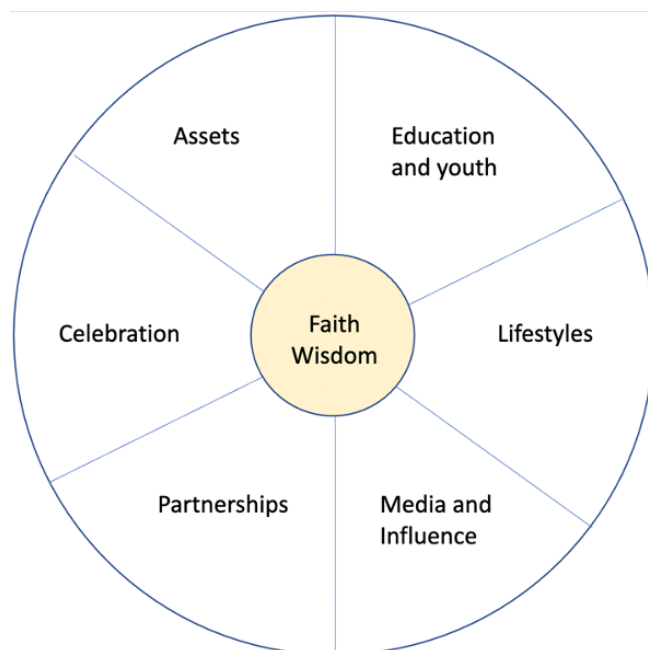 Assets
Education
and youth
Celebration
Faith
Wisdom
Lifestyles
Partnerships
Media and
Influence